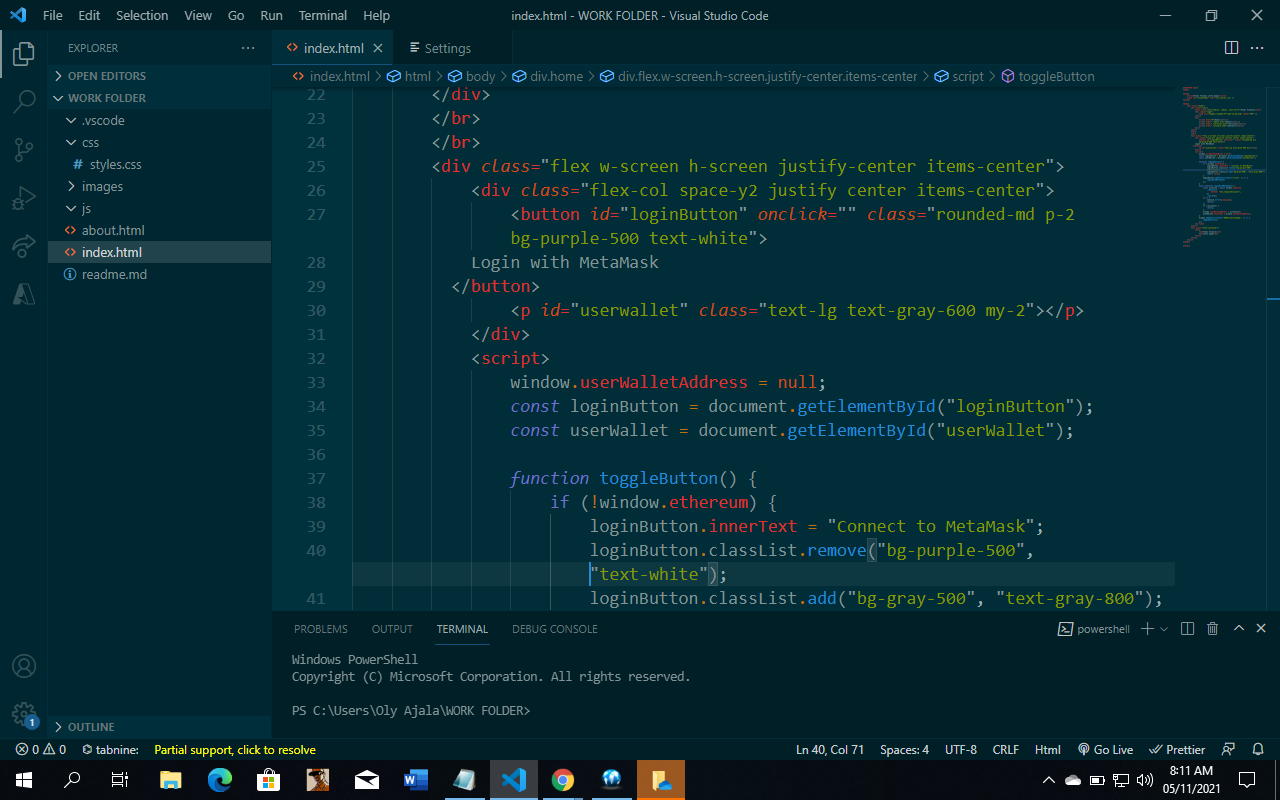 File Edit Selection View Go Run Terminal Help index.html - WORK FOLDER - Visual Studio Code
EXPLORER
index.html Settings
OPEN EDITORS
index.html > html > body > div.home > div.flex.w-screen.h-screen.justify-center.items-center > script > toggleButton
WORK FOLDER
.vscode
css
# styles.css
images
js
about.html
index.html
readme.md
OUTLINE
22 </div>
23 </br>
24 </br>
25 <div class="flex w-screen h-screen justify-center items-center">
26 <div class="flex-col space-y2 justify center items-center">
27 <button id="loginButton" onclick="" class="rounded-md p-2
bg-purple-500 text-white">
28 Login with MetaMask
29 </button>
30 <p id="userwallet" class="text-lg text-gray-600 my-2"></p>
31 </div>
32 <script>
33 window.userWalletAddress = null;
34 const loginButton = document.getElementById("loginButton");
35 const userWallet = document.getElementById("userWallet");
36
37 function toggleButton() {
38 if (!window.ethereum) {
39 loginButton.innerText = "Connect to MetaMask";
40 loginButton.classList.remove("bg-purple-500",
"text-white");
41 loginButton.classList.add("bg-gray-500", "text-gray-800");
PROBLEMS OUTPUT TERMINAL DEBUG CONSOLE powershell
Windows PowerShell
Copyright (C) Microsoft Corporation. All rights reserved.
PS C:\Users\Oly Ajala\WORK FOLDER>
1
0 0 tabnine: Partial support, click to resolve Ln 40, Col 71 Spaces: 4 UTF-8 CRLF Html Go Live Prettier
8:11 AM
05/11/2021